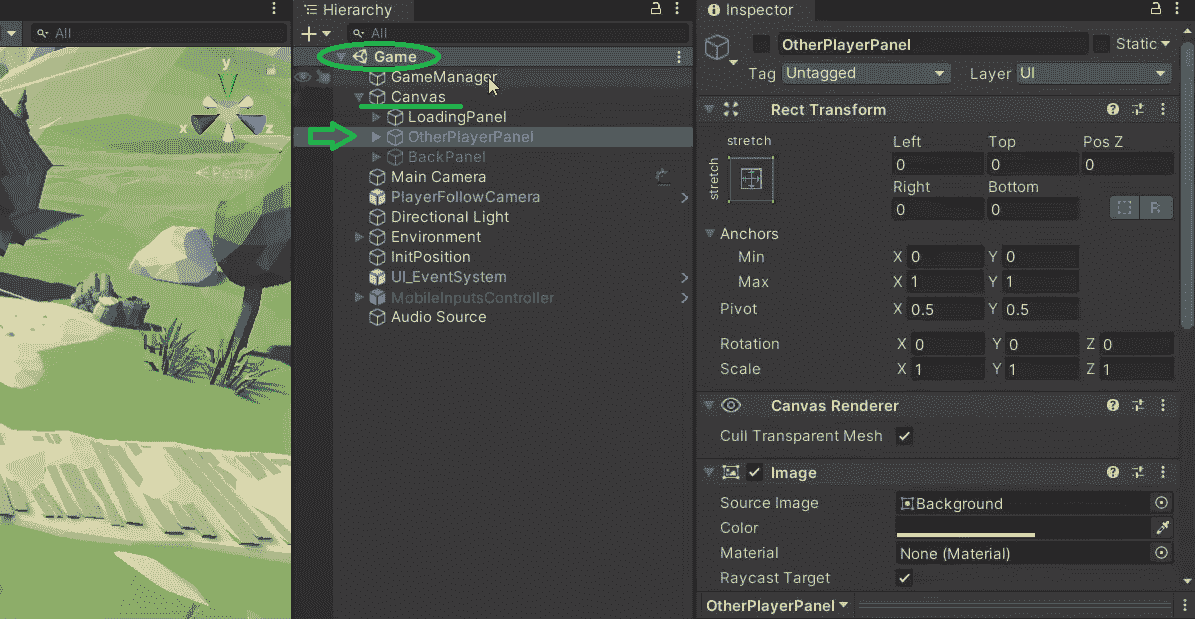 Hierarchy
Inspector
All
All
Game
GameManager
Canvas
LoadingPanel
OtherPlayerPanel
BackPanel
Main Camera
PlayerFollowCamera
Directional Light
Environment
InitPosition
UI_EventSystem
MobileInputsController
Audio Source
y
x
z
Persp
OtherPlayerPanel
Static
Tag Untagged Layer UI
Rect Transform
stretch
stretch
Left Top Pos Z
0 0 0
Right Bottom
0 0
R
Anchors
Min X 0 Y 0
Max X 1 Y 1
Pivot X 0.5 Y 0.5
Rotation X 0 Y 0 Z 0
Scale X 1 Y 1 Z 1
Canvas Renderer
Cull Transparent Mesh
Image
Source Image Background
Color
Material None (Material)
Raycast Target
OtherPlayerPanel